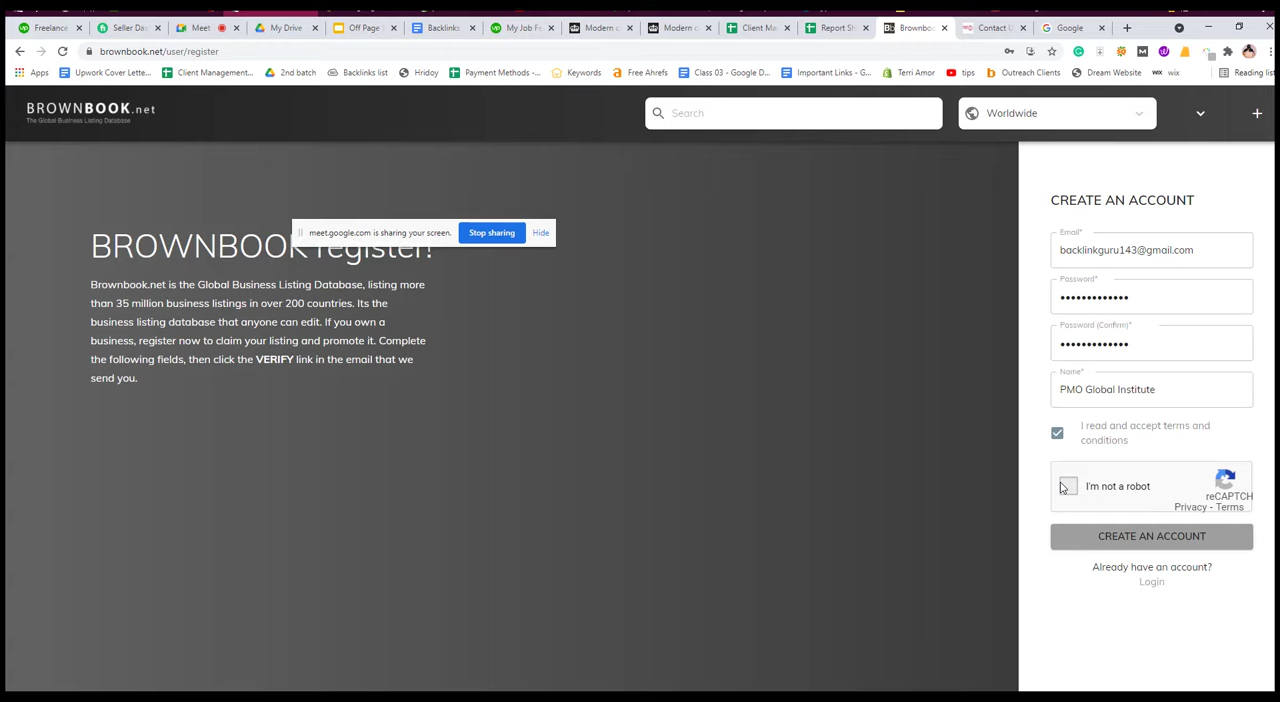 Freelance
Seller Das
Meet
My Drive
Off Page S
Backlinks
My Job Fe
Modern c
Modern c
Client Ma
Report Sh
Brownboo
Contact U
Google
brownbook.net/user/register
Apps
Upwork Cover Lette...
Client Management...
2nd batch
Backlinks list
Hridoy
Payment Methods -...
Keywords
Free Ahrefs
Class 03 - Google D...
Important Links - G...
Terri Amor
tips
Outreach Clients
Dream Website
wix
Reading list
BROWNBOOK.net
The Global Business Listing Database
Search
Worldwide
meet.google.com is sharing your screen.
Stop sharing
Hide
BROWNBOOK register!
Brownbook.net is the Global Business Listing Database, listing more
than 35 million business listings in over 200 countries. Its the
business listing database that anyone can edit. If you own a
business, register now to claim your listing and promote it. Complete
the following fields, then click the VERIFY link in the email that we
send you.
CREATE AN ACCOUNT
Email*
backlinkguru143@gmail.com
Password*
Password (Confirm)*
Name*
PMO Global Institute
I read and accept terms and
conditions
I'm not a robot
reCAPTCH
Privacy - Terms
CREATE AN ACCOUNT
Already have an account?
Login